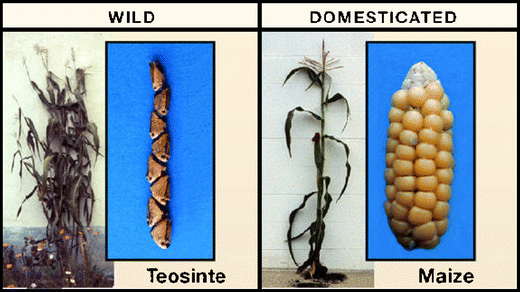 WILD
DOMESTICATED
Teosinte
Maize